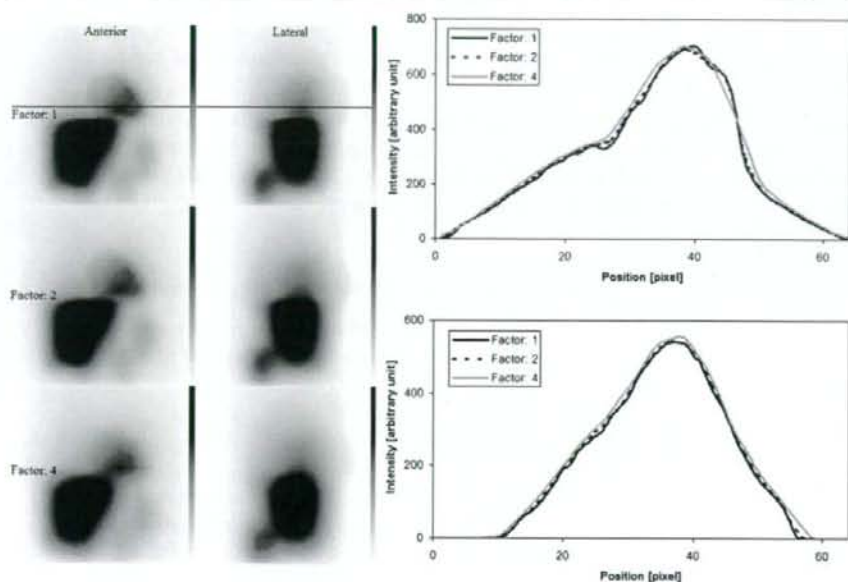 Anterior
Lateral
Factor: 1
Factor: 2
Factor: 4
800
600
400
200
0
0
20
40
60
Intensity [arbitrary unit]
Position [pixel]
Factor: 1
Factor: 2
Factor: 4
600
400
200
0
0
20
40
60
Intensity [arbitrary unit]
Position [pixel]
Factor: 1
Factor: 2
Factor: 4